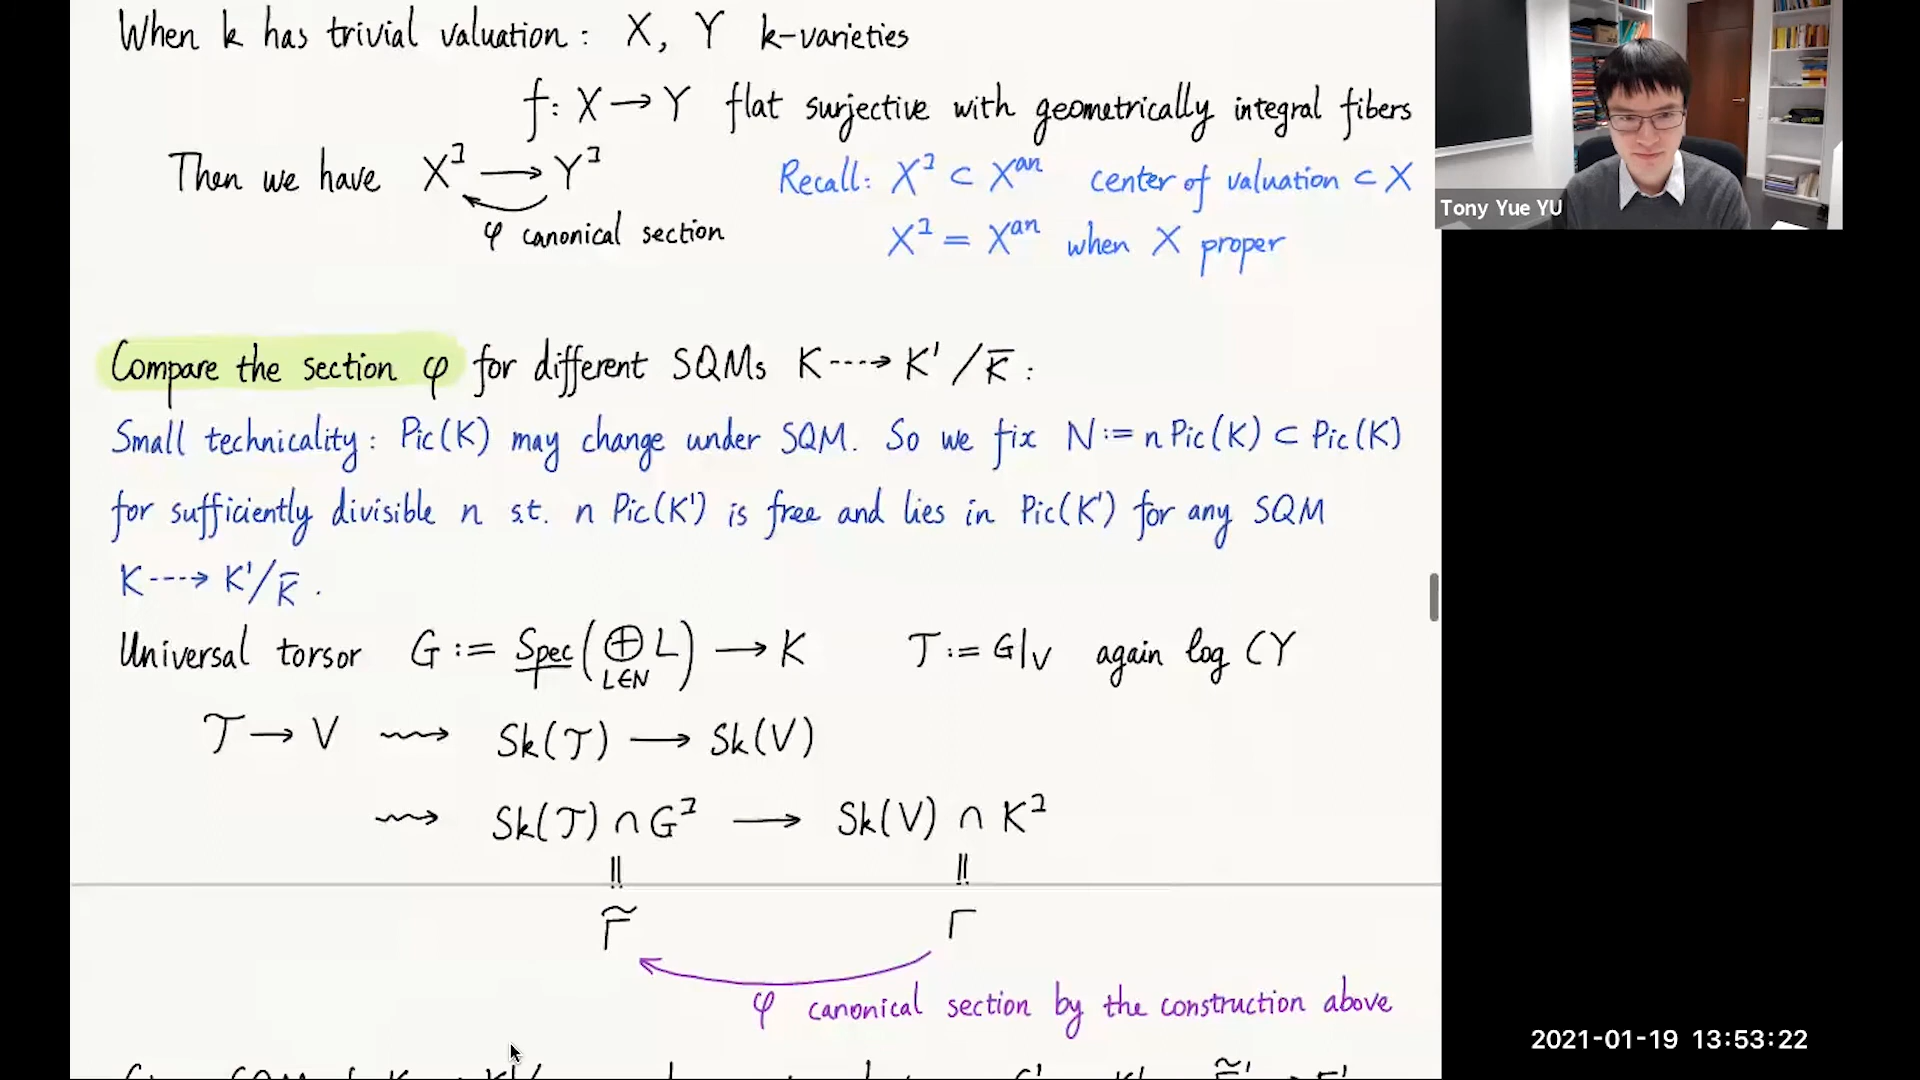 When k has trivial valuation: X, Y k-varieties
f: X → Y flat surjective with geometrically integral fibers
Then we have X^ℶ → Y^ℶ
φ canonical section
Recall: X^ℶ ⊂ X^an center of valuation ⊂ X
X^ℶ = X^an when X proper
Compare the section φ for different SQMs K ⇢ K' / K̄ :
Small technicality: Pic(K) may change under SQM. So we fix N := n Pic(K) ⊂ Pic(K)
for sufficiently divisible n s.t. n Pic(K') is free and lies in Pic(K') for any SQM
K ⇢ K'/K̄ .
Universal torsor G := Spec(⊕_{L∈N} L) → K T := G|_V again log CY
T → V ⇝ Sk(T) → Sk(V)
⇝ Sk(T) ∩ G^ℶ → Sk(V) ∩ K^ℶ
|| ||
Γ̃ Γ
φ canonical section by the construction above
Tony Yue YU
2021-01-19 13:53:22